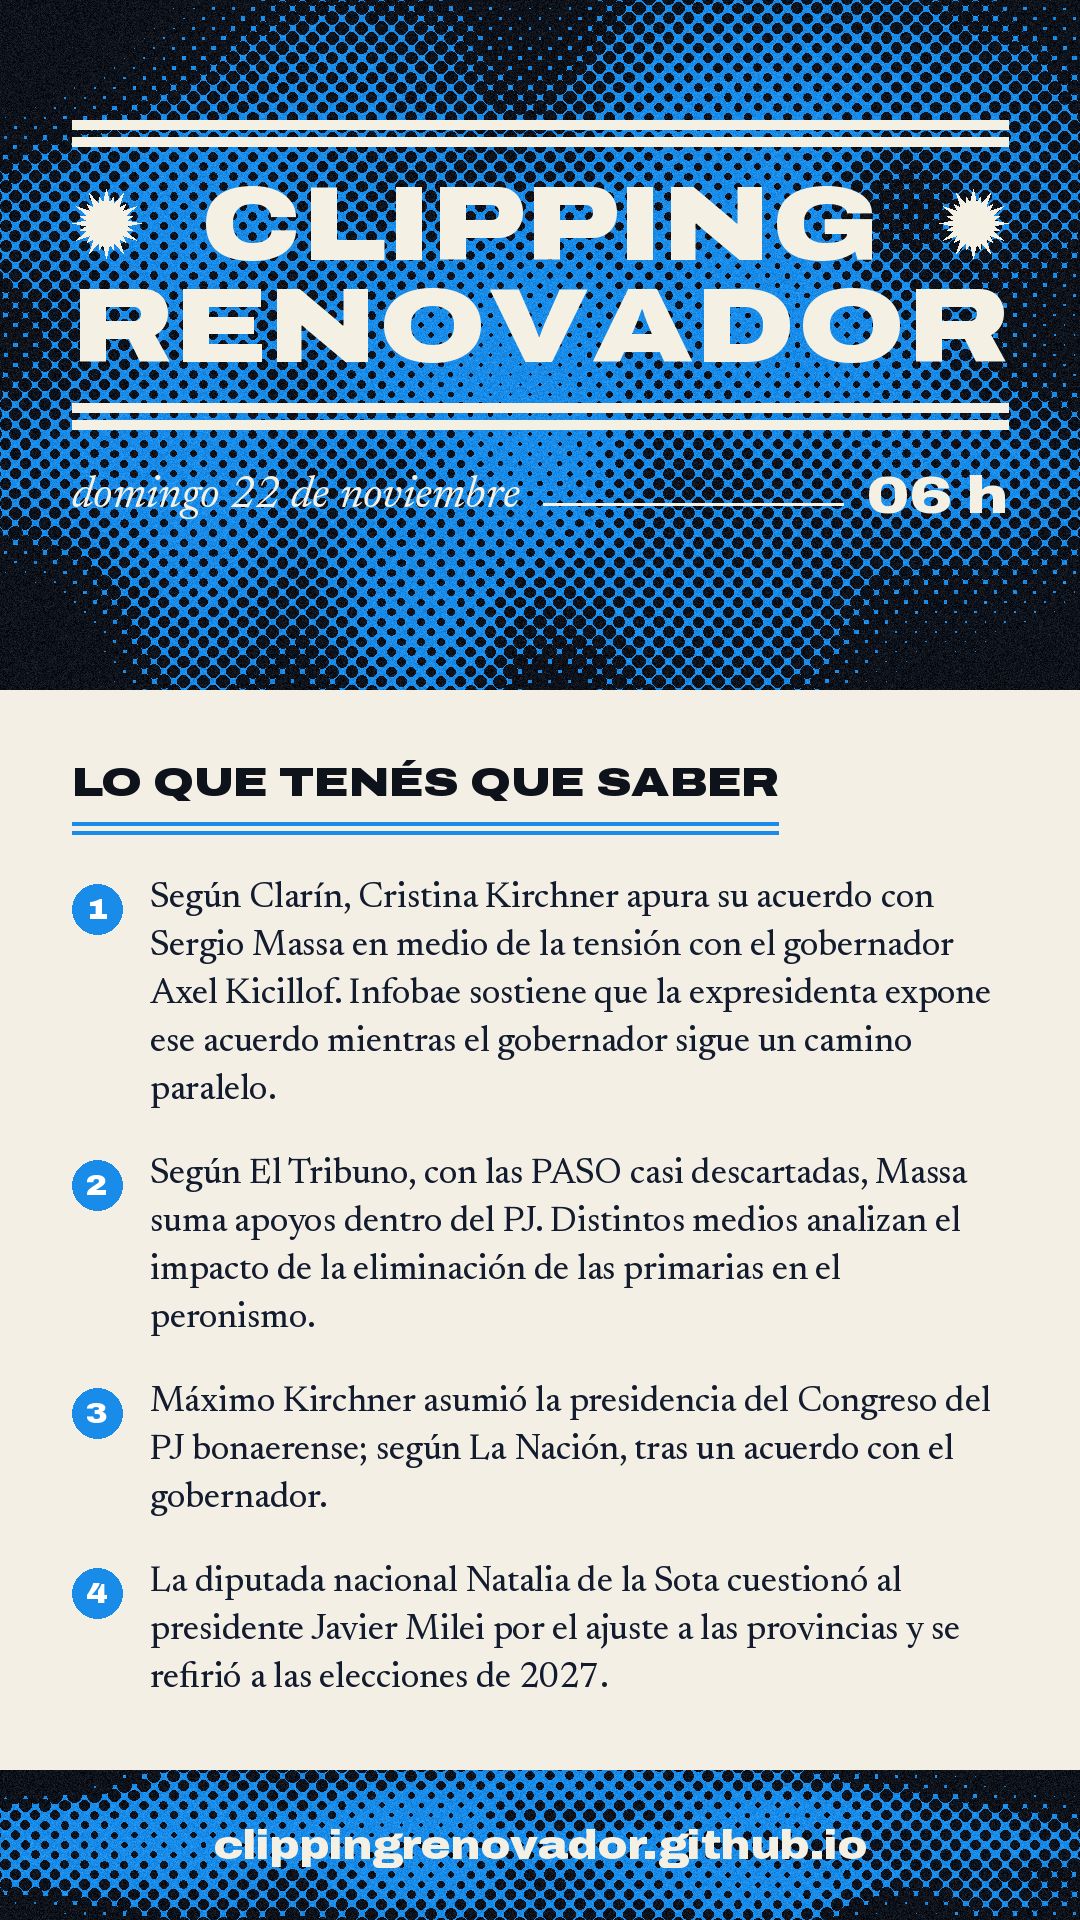 CLIPPING
RENOVADOR
domingo 22 de noviembre 06 h
LO QUE TENÉS QUE SABER
1 Según Clarín, Cristina Kirchner apura su acuerdo con
Sergio Massa en medio de la tensión con el gobernador
Axel Kicillof. Infobae sostiene que la expresidenta expone
ese acuerdo mientras el gobernador sigue un camino
paralelo.
2 Según El Tribuno, con las PASO casi descartadas, Massa
suma apoyos dentro del PJ. Distintos medios analizan el
impacto de la eliminación de las primarias en el
peronismo.
3 Máximo Kirchner asumió la presidencia del Congreso del
PJ bonaerense; según La Nación, tras un acuerdo con el
gobernador.
4 La diputada nacional Natalia de la Sota cuestionó al
presidente Javier Milei por el ajuste a las provincias y se
refirió a las elecciones de 2027.
clippingrenovador.github.io